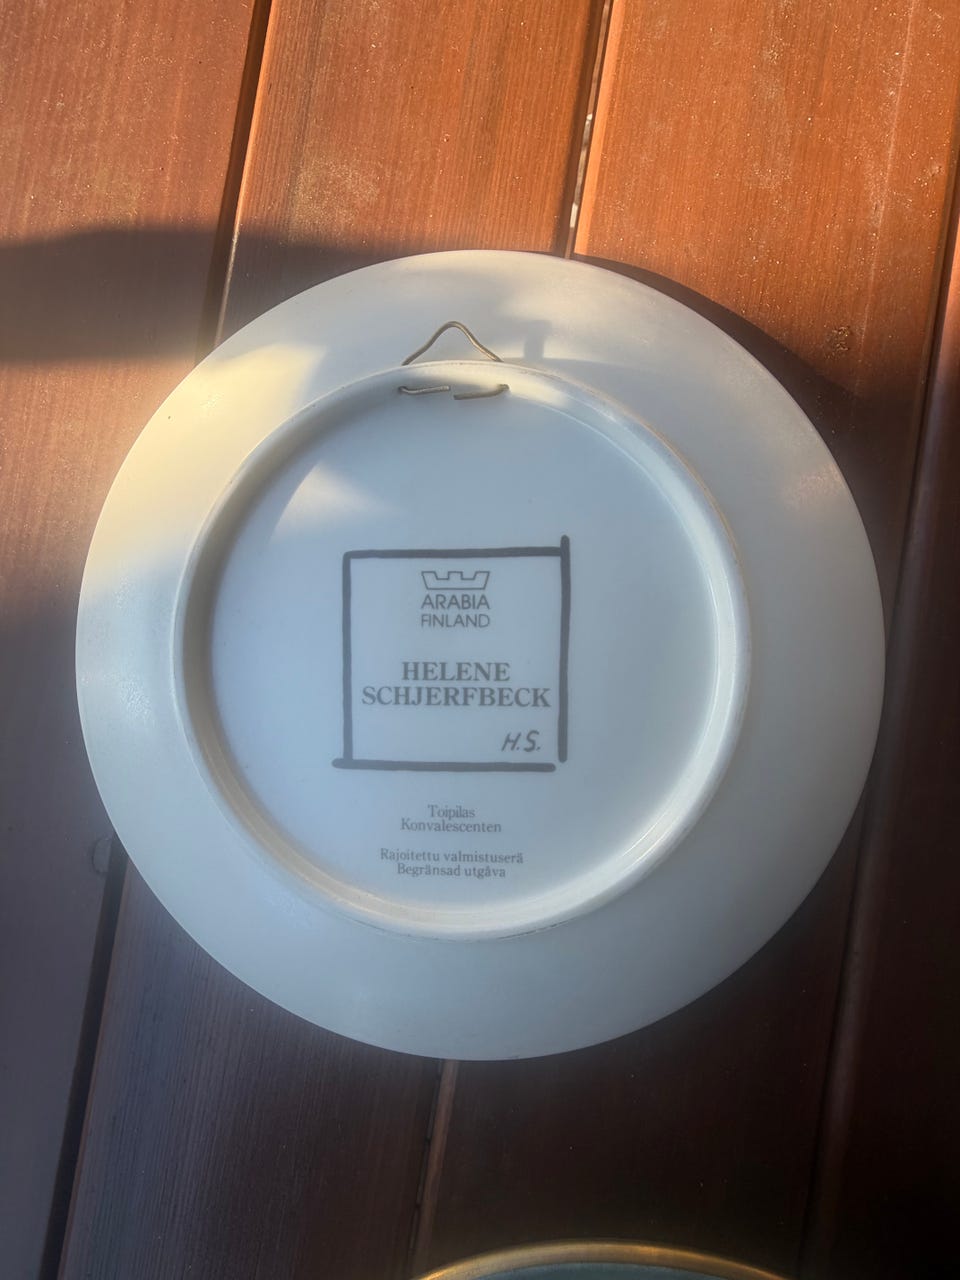 ARABIA
FINLAND
HELENE
SCHJERFBECK
H.S.
Toipilas
Konvalescenten
Rajoitettu valmistuserä
Begränsad utgåva